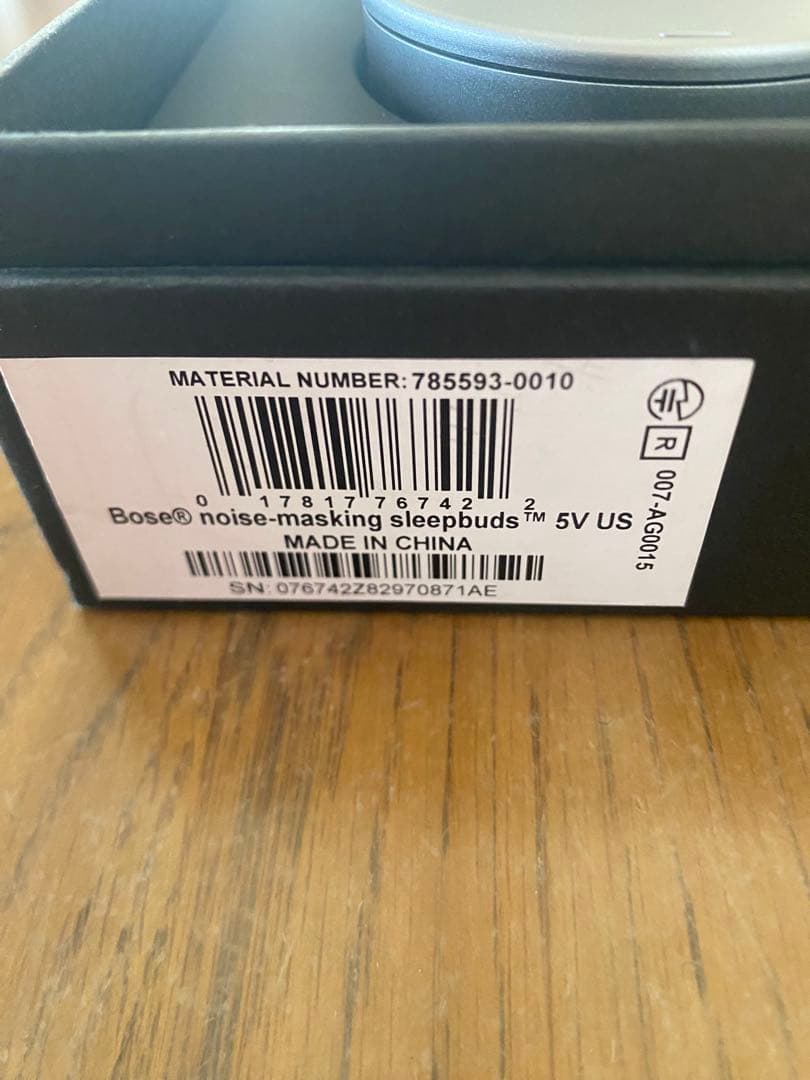 MATERIAL NUMBER: 785593-0010
0 17817 76742 2
Bose® noise-masking sleepbuds™ 5V US
MADE IN CHINA
SN: 076742Z82970871AE
R 007-AG0015